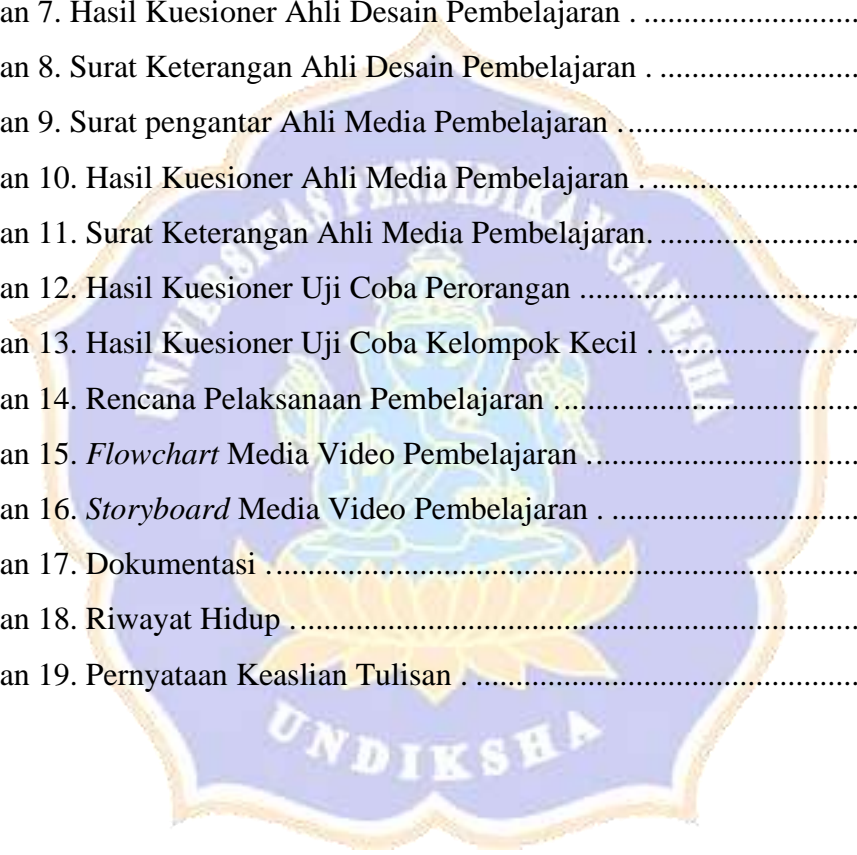 an 7. Hasil Kuesioner Ahli Desain Pembelajaran . ......................
an 8. Surat Keterangan Ahli Desain Pembelajaran . ....................
an 9. Surat pengantar Ahli Media Pembelajaran .........................
an 10. Hasil Kuesioner Ahli Media Pembelajaran . .....................
an 11. Surat Keterangan Ahli Media Pembelajaran. ....................
an 12. Hasil Kuesioner Uji Coba Perorangan ..............................
an 13. Hasil Kuesioner Uji Coba Kelompok Kecil . ....................
an 14. Rencana Pelaksanaan Pembelajaran .................................
an 15. Flowchart Media Video Pembelajaran .............................
an 16. Storyboard Media Video Pembelajaran . ..........................
an 17. Dokumentasi ....................................................................
an 18. Riwayat Hidup .................................................................
an 19. Pernyataan Keaslian Tulisan . ..........................................
UNIVERSITAS PENDIDIKAN GANESHA
UNDIKSHA